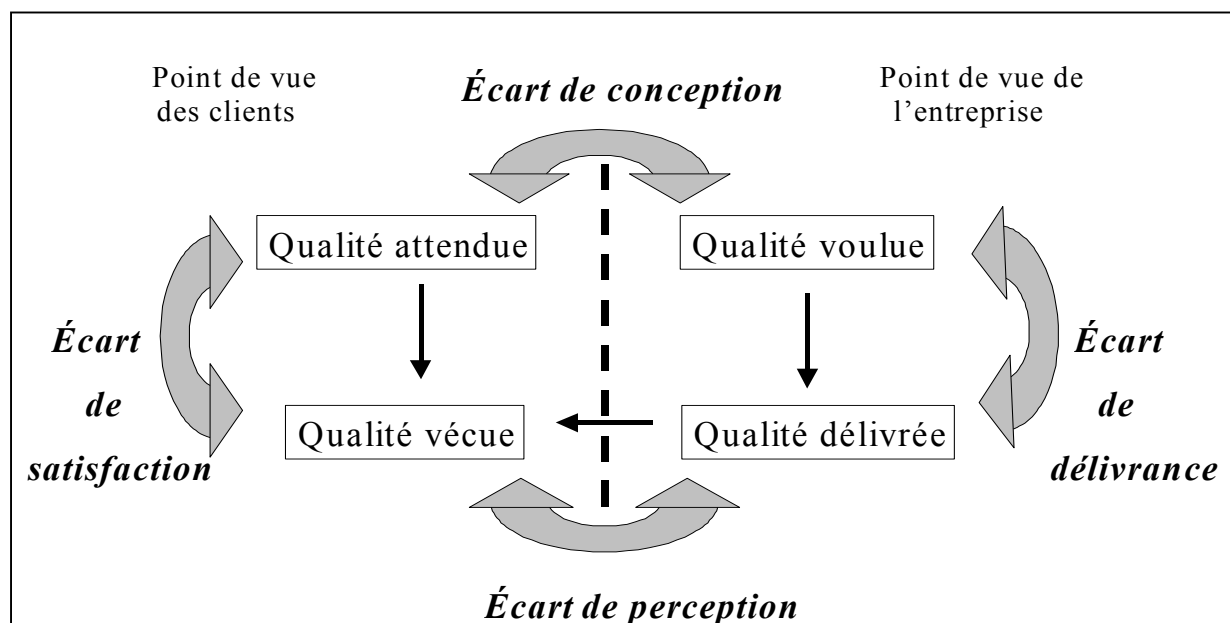 Point de vue
des clients
Écart de conception
Point de vue de
l’entreprise
Qualité attendue
Qualité voulue
Écart
de
satisfaction
Écart
de
délivrance
Qualité vécue
Qualité délivrée
Écart de perception